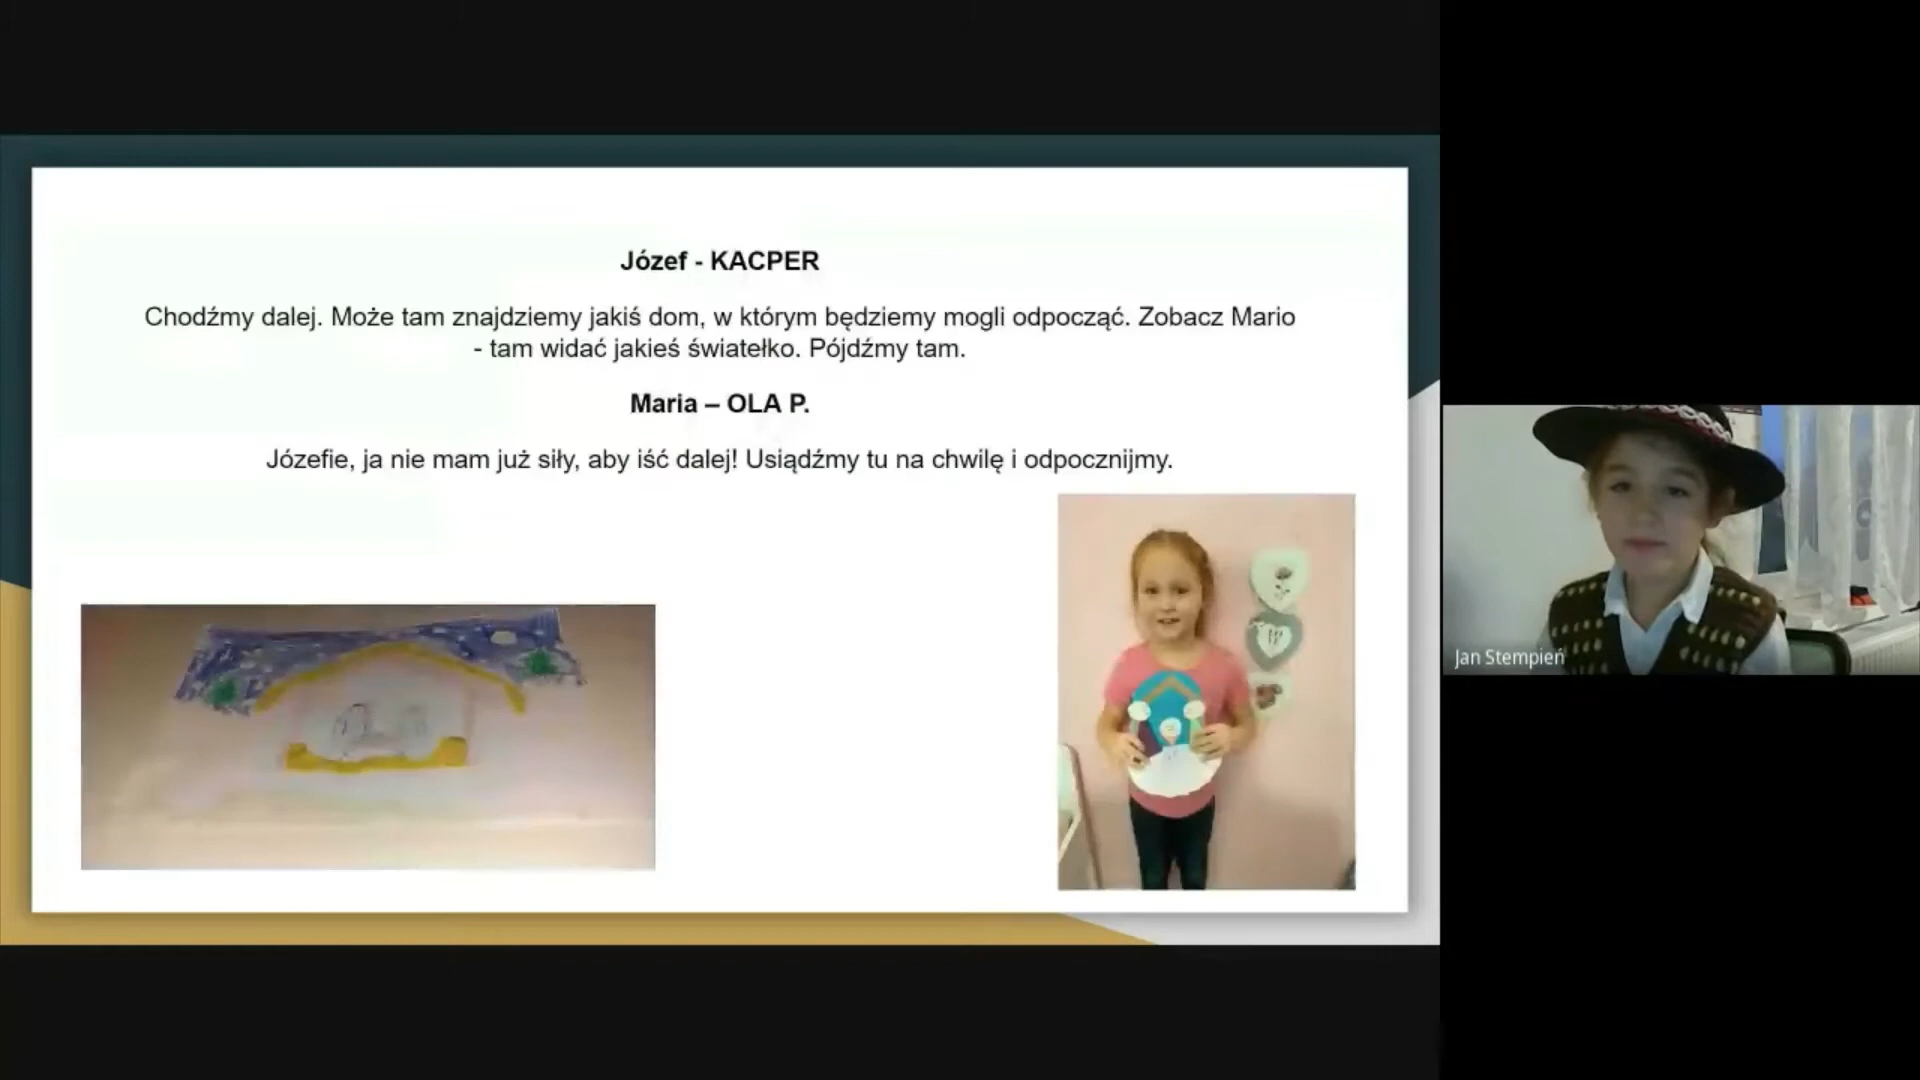 Józef - KACPER
Chodźmy dalej. Może tam znajdziemy jakiś dom, w którym będziemy mogli odpocząć. Zobacz Mario
- tam widać jakieś światełko. Pójdźmy tam.
Maria – OLA P.
Józefie, ja nie mam już siły, aby iść dalej! Usiądźmy tu na chwilę i odpocznijmy.
Jan Stempień